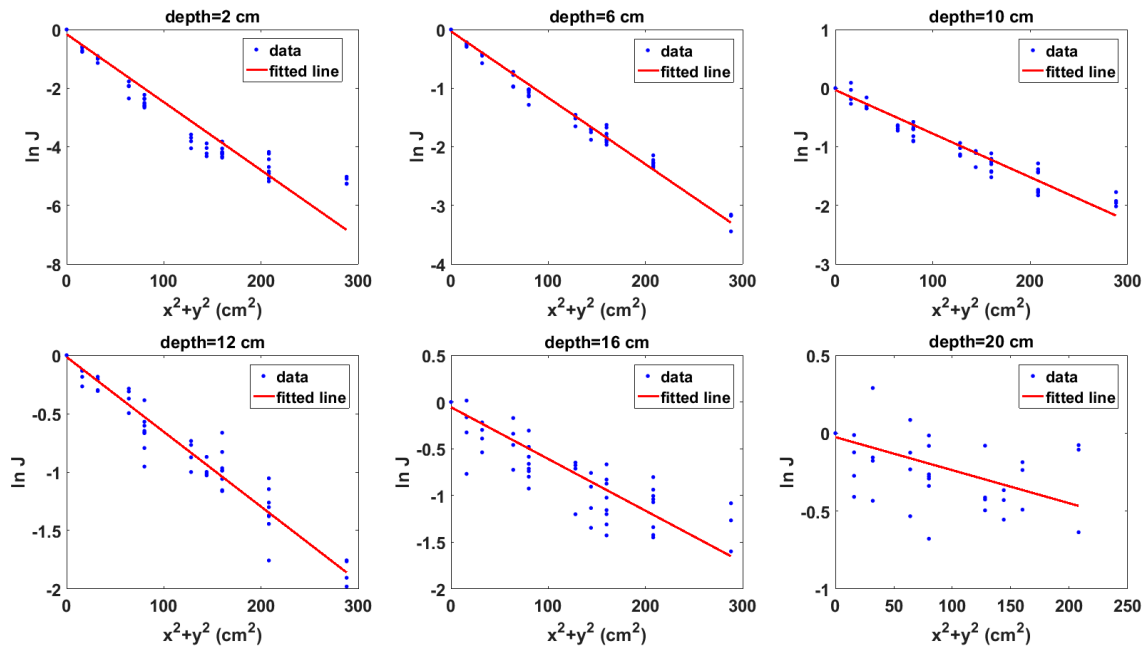 depth=2 cm
0
-2
-4
-6
-8
ln J
0
100
200
300
x²+y² (cm²)
data
fitted line
depth=6 cm
0
-1
-2
-3
-4
ln J
0
100
200
300
x²+y² (cm²)
data
fitted line
depth=10 cm
1
0
-1
-2
-3
ln J
0
100
200
300
x²+y² (cm²)
data
fitted line
depth=12 cm
0
-0.5
-1
-1.5
-2
ln J
0
100
200
300
x²+y² (cm²)
data
fitted line
depth=16 cm
0.5
0
-0.5
-1
-1.5
-2
ln J
0
100
200
300
x²+y² (cm²)
data
fitted line
depth=20 cm
0.5
0
-0.5
-1
ln J
0
50
100
150
200
250
x²+y² (cm²)
data
fitted line